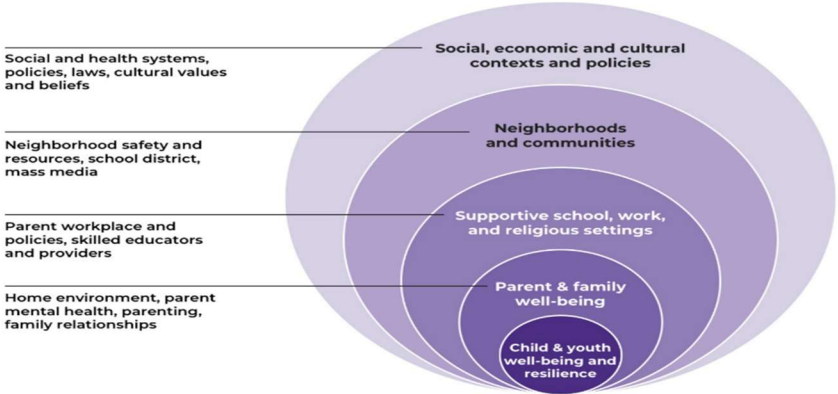 Social, economic and cultural
contexts and policies
Social and health systems,
policies, laws, cultural values
and beliefs
Neighborhoods
and communities
Neighborhood safety and
resources, school district,
mass media
Supportive school, work,
and religious settings
Parent workplace and
policies, skilled educators
and providers
Parent & family
well-being
Home environment, parent
mental health, parenting,
family relationships
Child & youth
well-being and
resilience